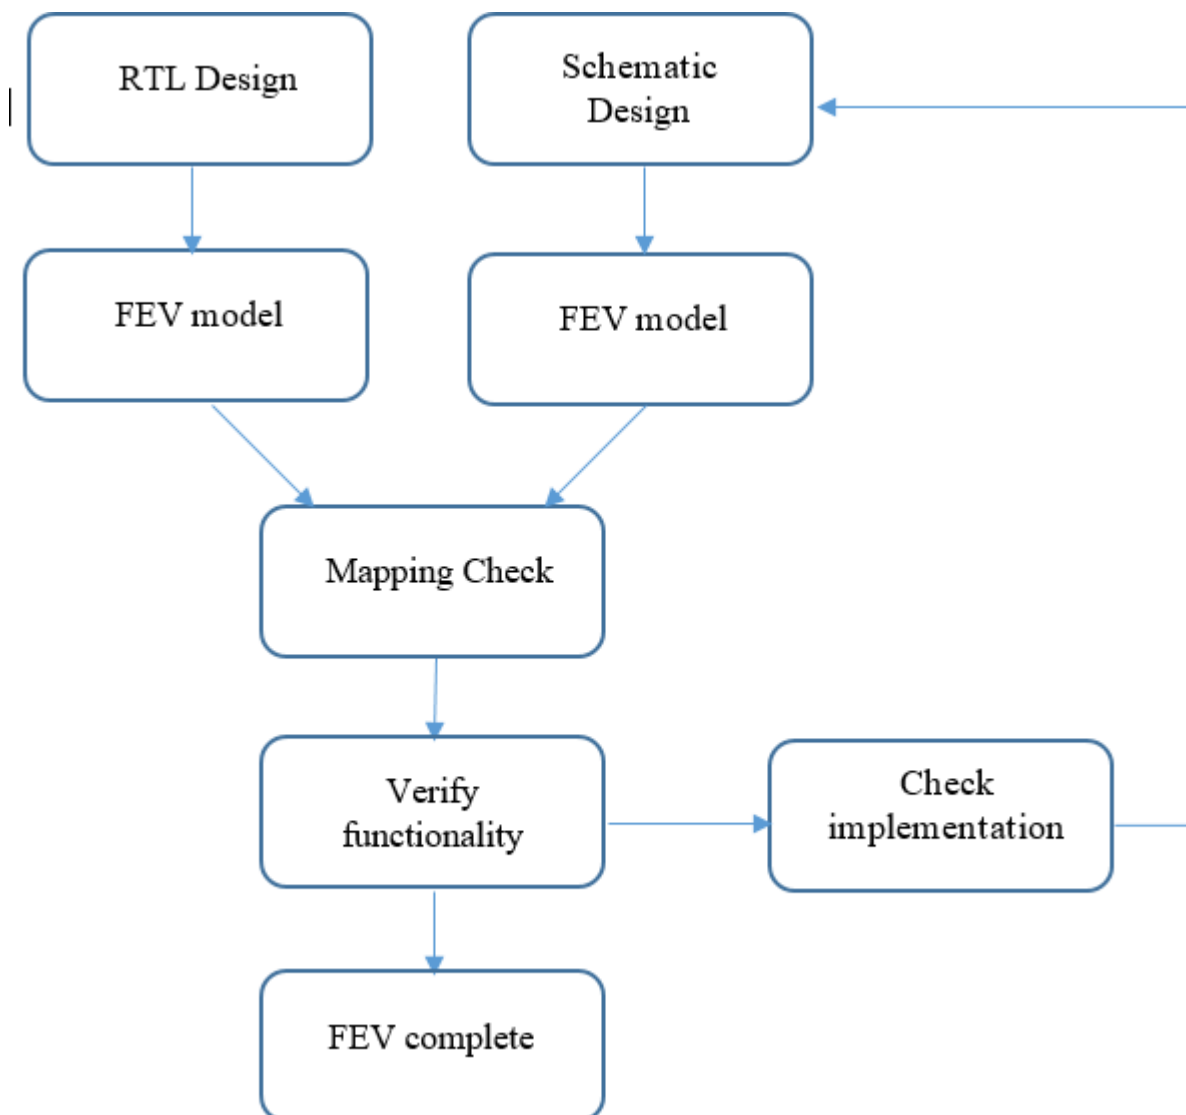 RTL Design
Schematic
Design
FEV model
FEV model
Mapping Check
Verify
functionality
Check
implementation
FEV complete